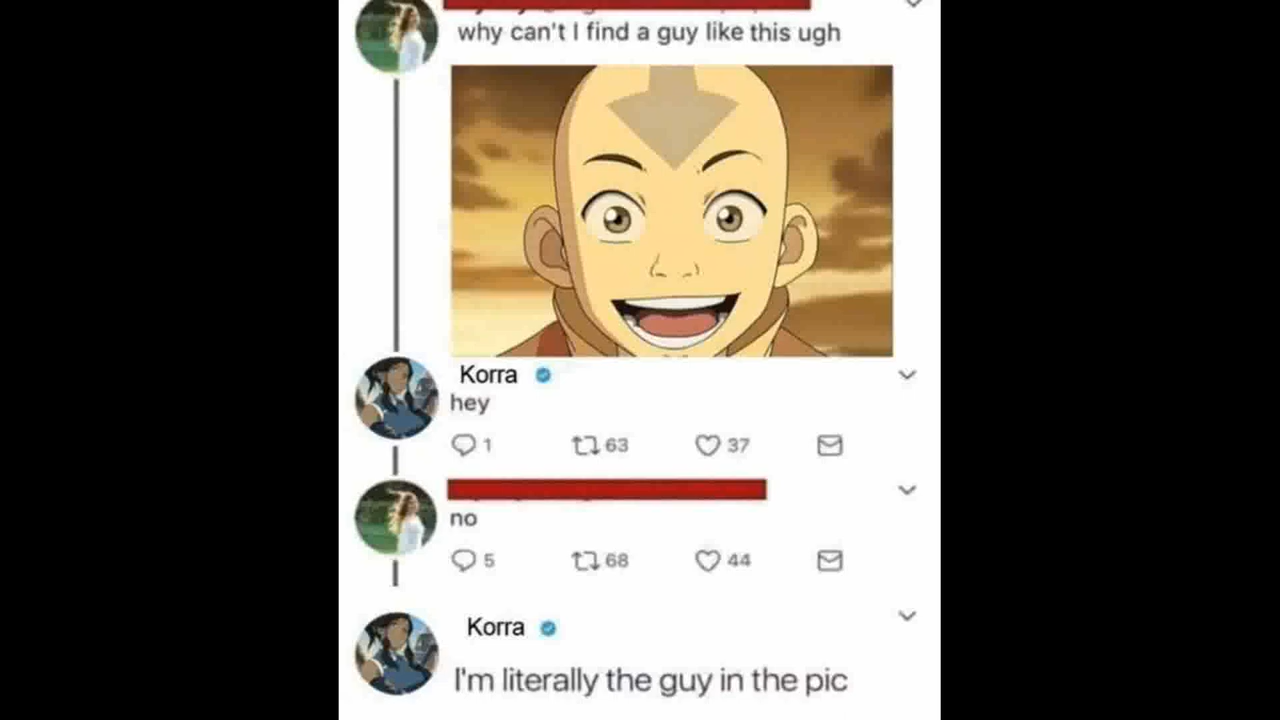 why can't I find a guy like this ugh
Korra
hey
1 63 37
no
5 68 44
Korra
I'm literally the guy in the pic